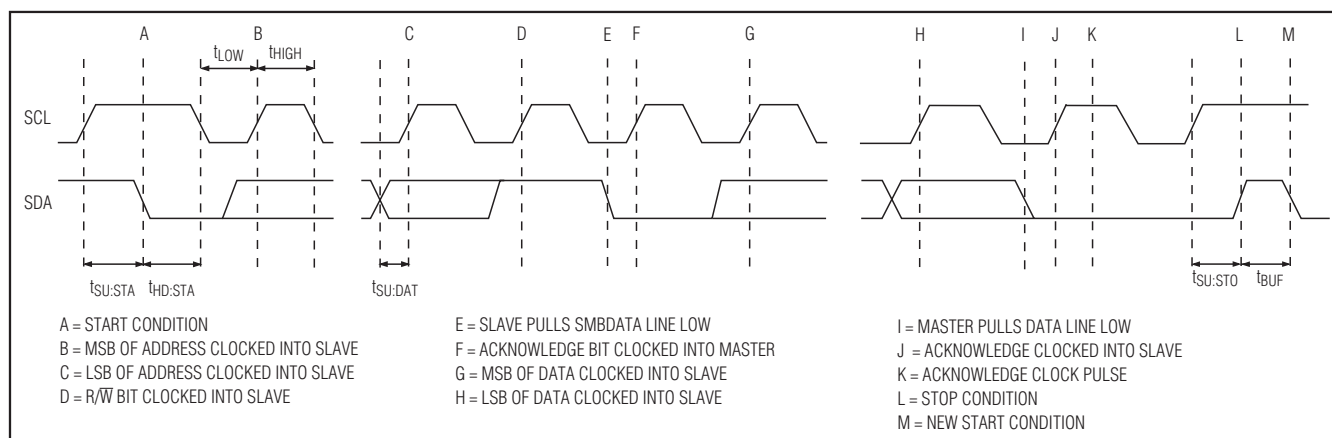 A B C D E F G H I J K L M
tLOW tHIGH
SCL
SDA
tSU:STA tHD:STA tSU:DAT tSU:STO tBUF
A = START CONDITION
B = MSB OF ADDRESS CLOCKED INTO SLAVE
C = LSB OF ADDRESS CLOCKED INTO SLAVE
D = R/W̅ BIT CLOCKED INTO SLAVE
E = SLAVE PULLS SMBDATA LINE LOW
F = ACKNOWLEDGE BIT CLOCKED INTO MASTER
G = MSB OF DATA CLOCKED INTO SLAVE
H = LSB OF DATA CLOCKED INTO SLAVE
I = MASTER PULLS DATA LINE LOW
J = ACKNOWLEDGE CLOCKED INTO SLAVE
K = ACKNOWLEDGE CLOCK PULSE
L = STOP CONDITION
M = NEW START CONDITION